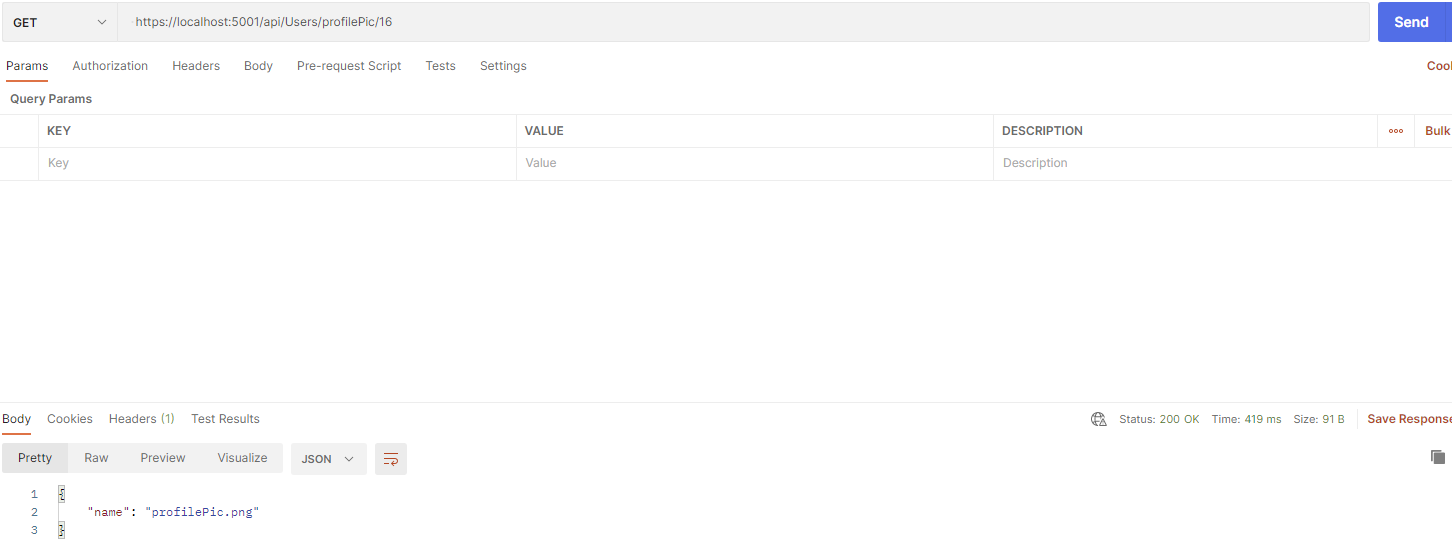 GET https://localhost:5001/api/Users/profilePic/16 Send
Params Authorization Headers Body Pre-request Script Tests Settings Cool
Query Params
KEY VALUE DESCRIPTION ooo Bulk
Key Value Description
Body Cookies Headers (1) Test Results Status: 200 OK Time: 419 ms Size: 91 B Save Response
Pretty Raw Preview Visualize JSON
1 {
2 "name": "profilePic.png"
3 }